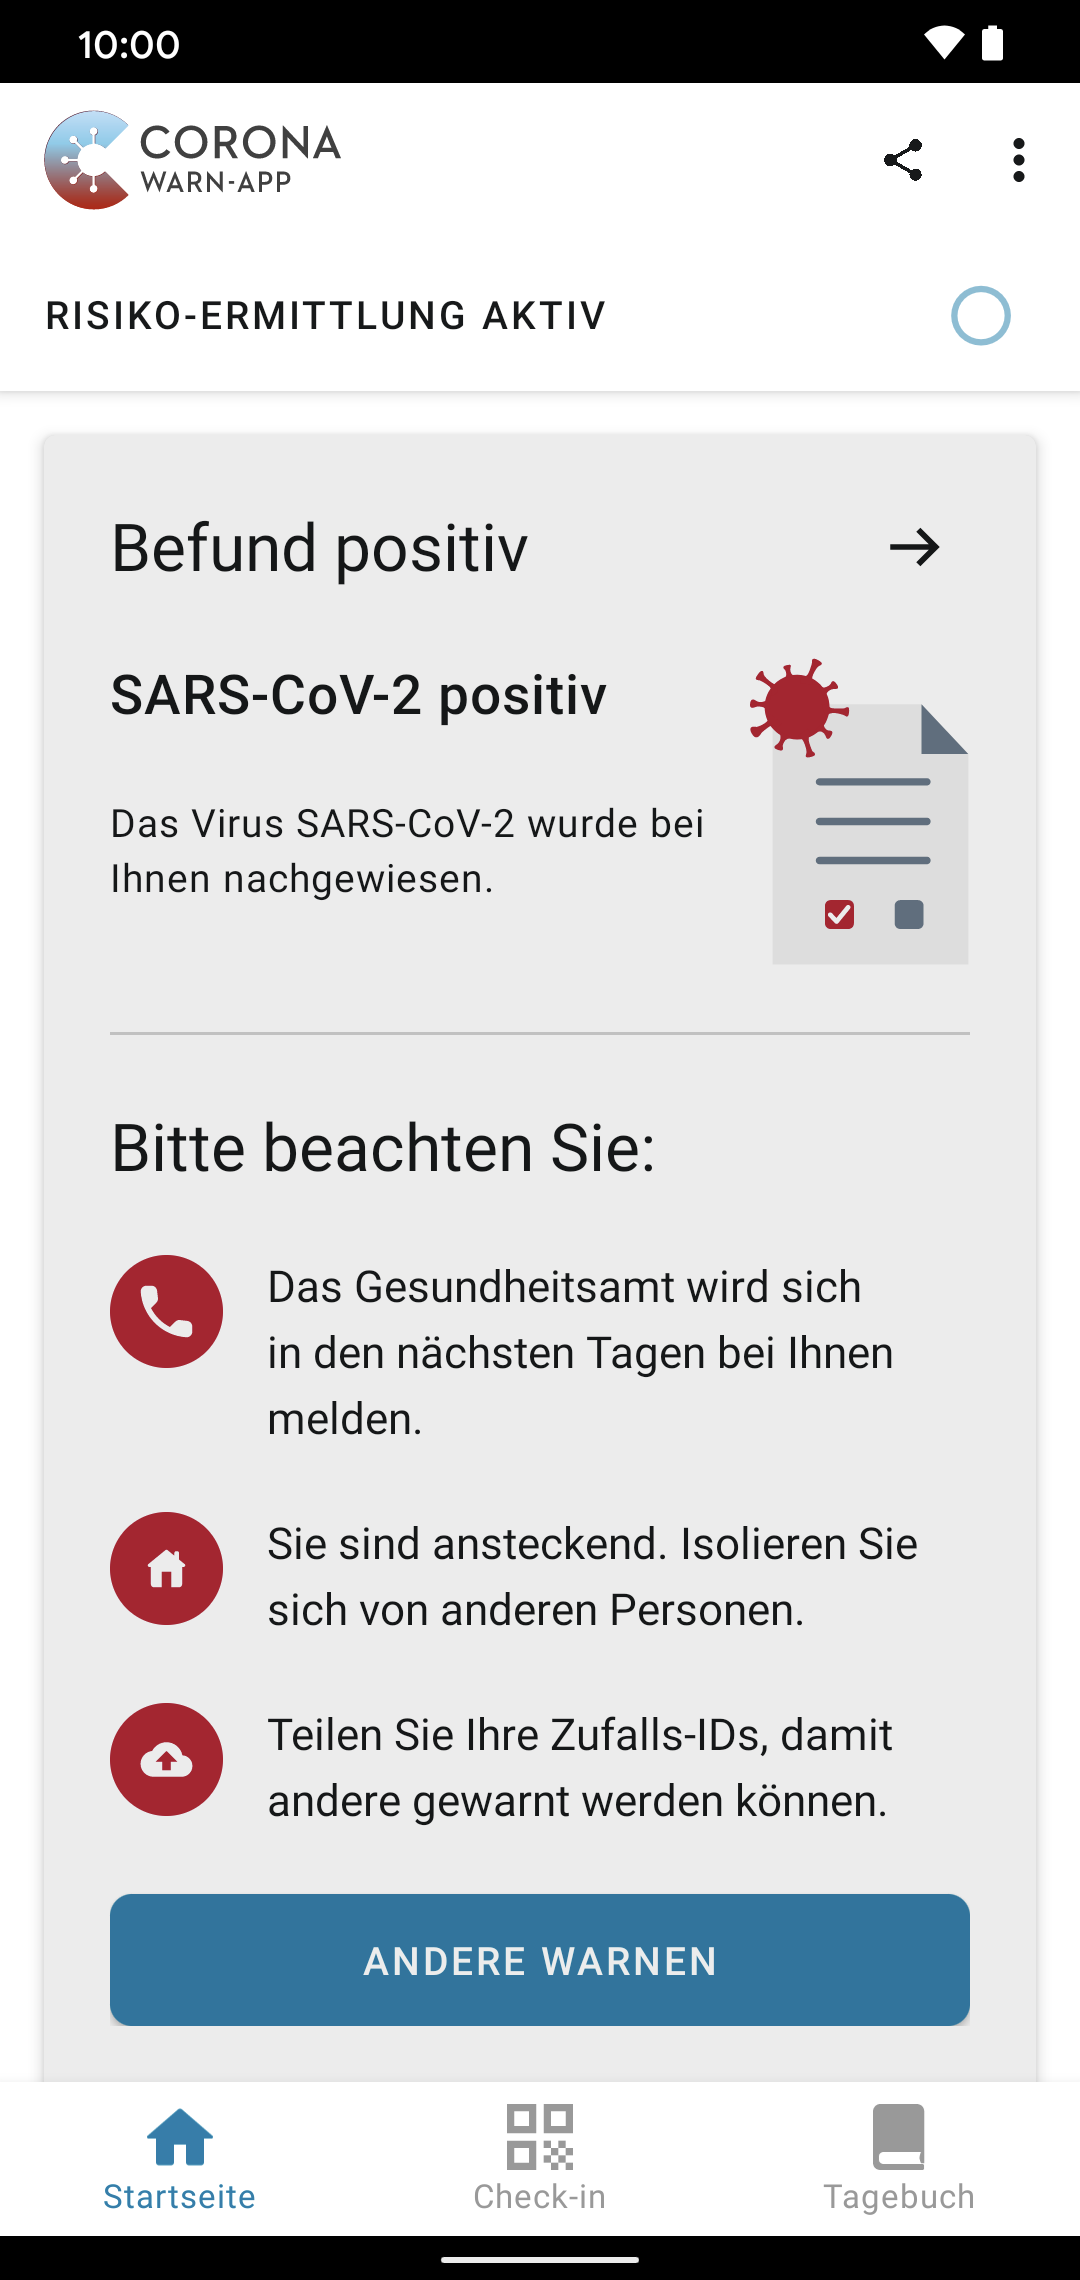 10:00
CORONA
WARN-APP
RISIKO-ERMITTLUNG AKTIV
Befund positiv
SARS-CoV-2 positiv
Das Virus SARS-CoV-2 wurde bei
Ihnen nachgewiesen.
Bitte beachten Sie:
Das Gesundheitsamt wird sich
in den nächsten Tagen bei Ihnen
melden.
Sie sind ansteckend. Isolieren Sie
sich von anderen Personen.
Teilen Sie Ihre Zufalls-IDs, damit
andere gewarnt werden können.
ANDERE WARNEN
Startseite
Check-in
Tagebuch